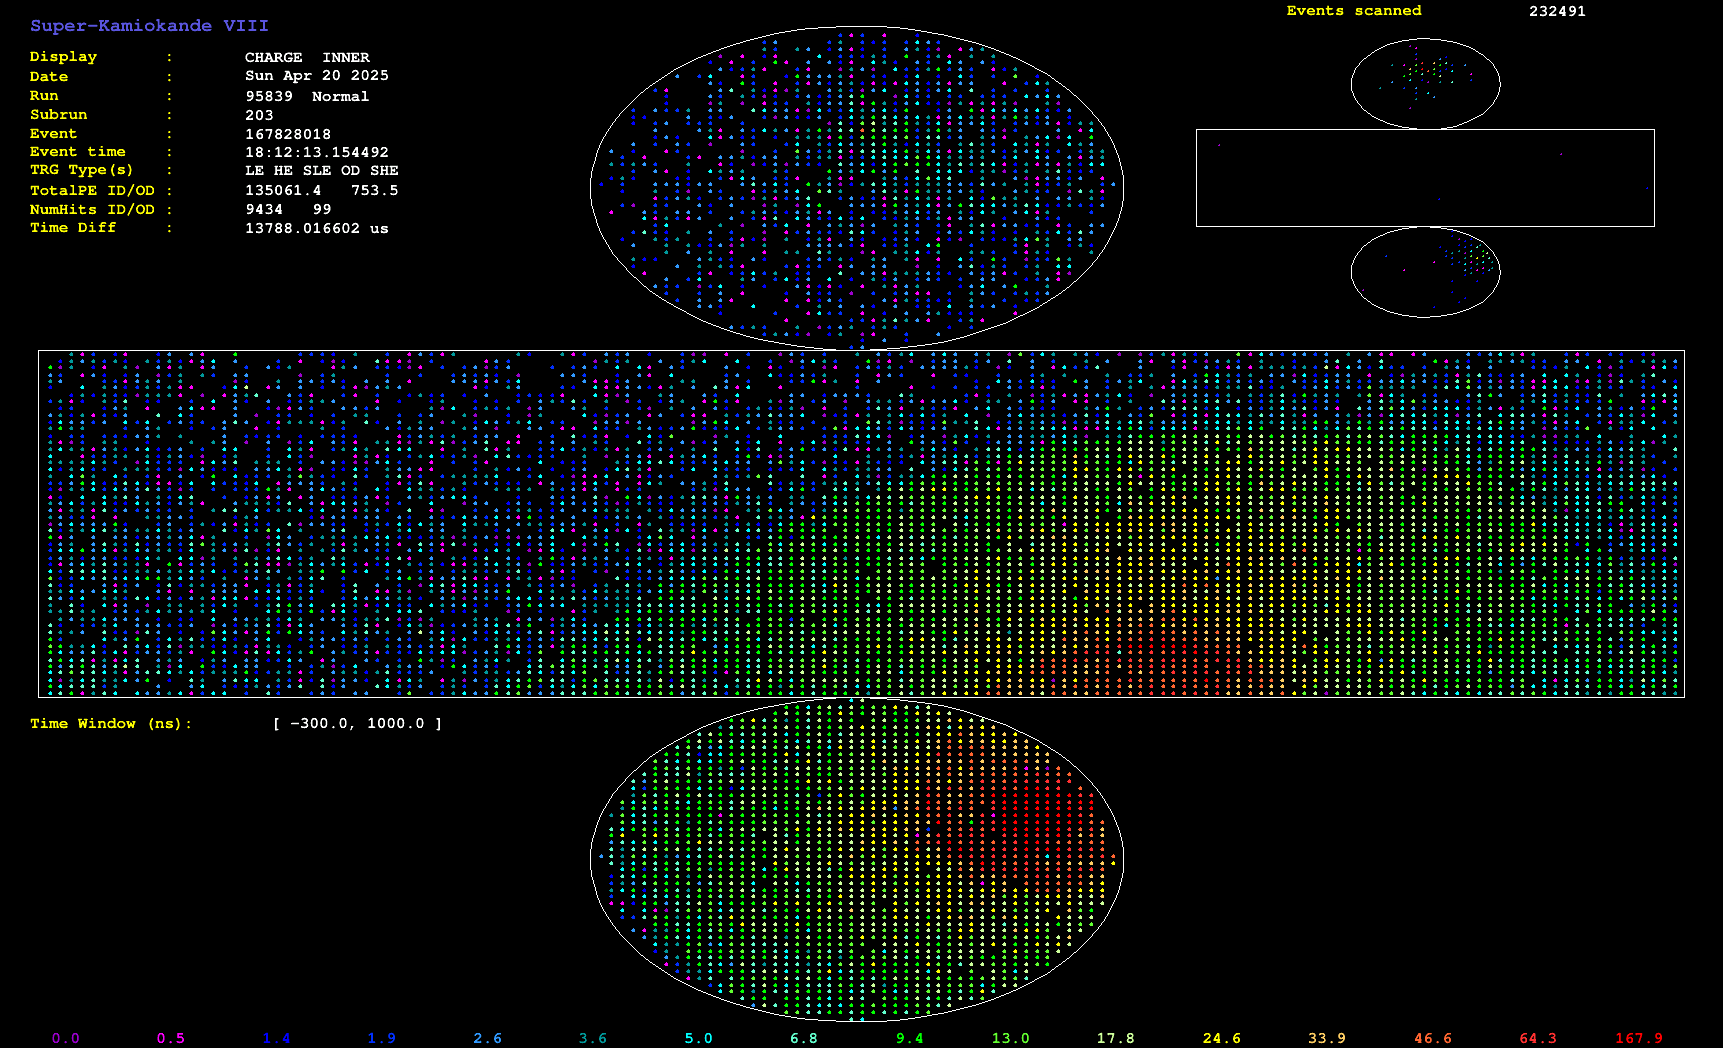 Super-Kamiokande VIII
Events scanned 232491
Display : CHARGE INNER
Date : Sun Apr 20 2025
Run : 95839 Normal
Subrun : 203
Event : 167828018
Event time : 18:12:13.154492
TRG Type(s) : LE HE SLE OD SHE
TotalPE ID/OD : 135061.4 753.5
NumHits ID/OD : 9434 99
Time Diff : 13788.016602 us
Time Window (ns): [ -300.0, 1000.0 ]
0.0 0.5 1.4 1.9 2.6 3.6 5.0 6.8 9.4 13.0 17.8 24.6 33.9 46.6 64.3 167.9